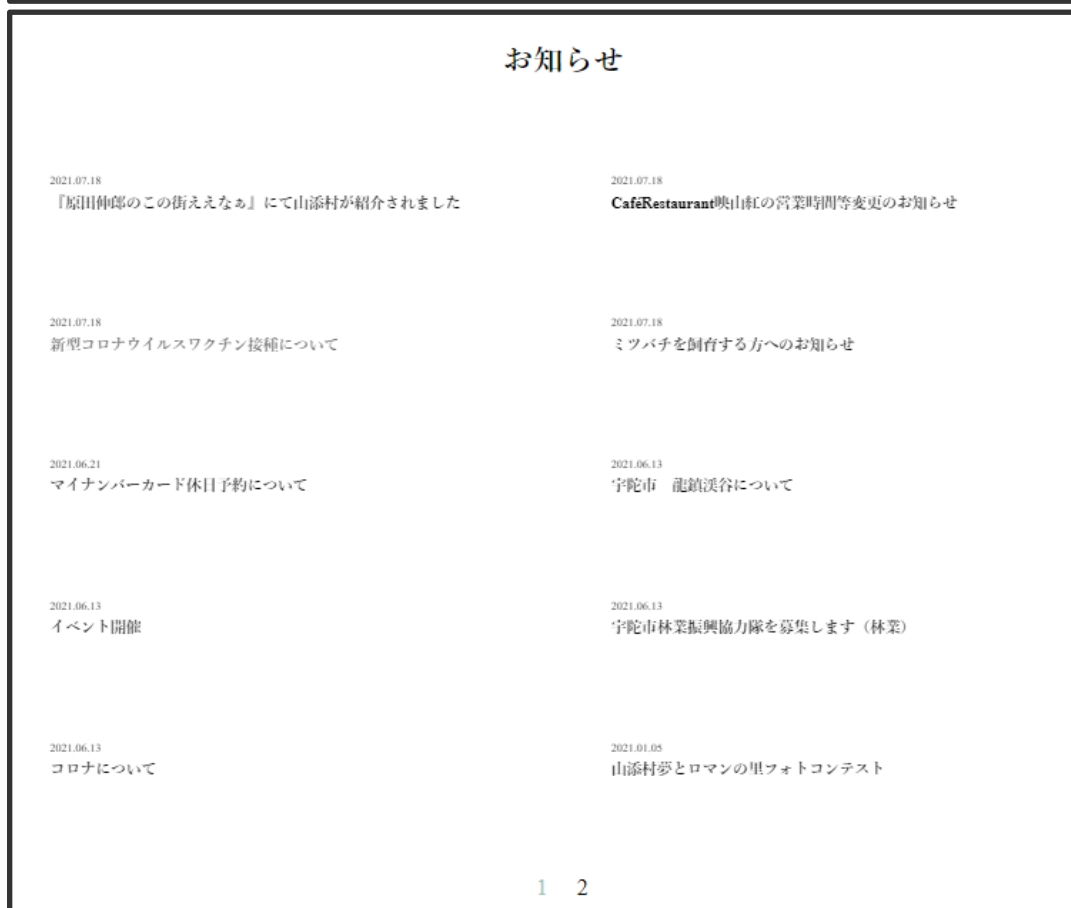 お知らせ
2021.07.18
『原田伸郎のこの街ええなぁ』にて山添村が紹介されました
2021.07.18
CaféRestaurant映山紅の営業時間等変更のお知らせ
2021.07.18
新型コロナウイルスワクチン接種について
2021.07.18
ミツバチを飼育する方へのお知らせ
2021.06.21
マイナンバーカード休日予約について
2021.06.13
宇陀市　龍鎮渓谷について
2021.06.13
イベント開催
2021.06.13
宇陀市林業振興協力隊を募集します（林業）
2021.06.13
コロナについて
2021.01.05
山添村夢とロマンの里フォトコンテスト
1 2